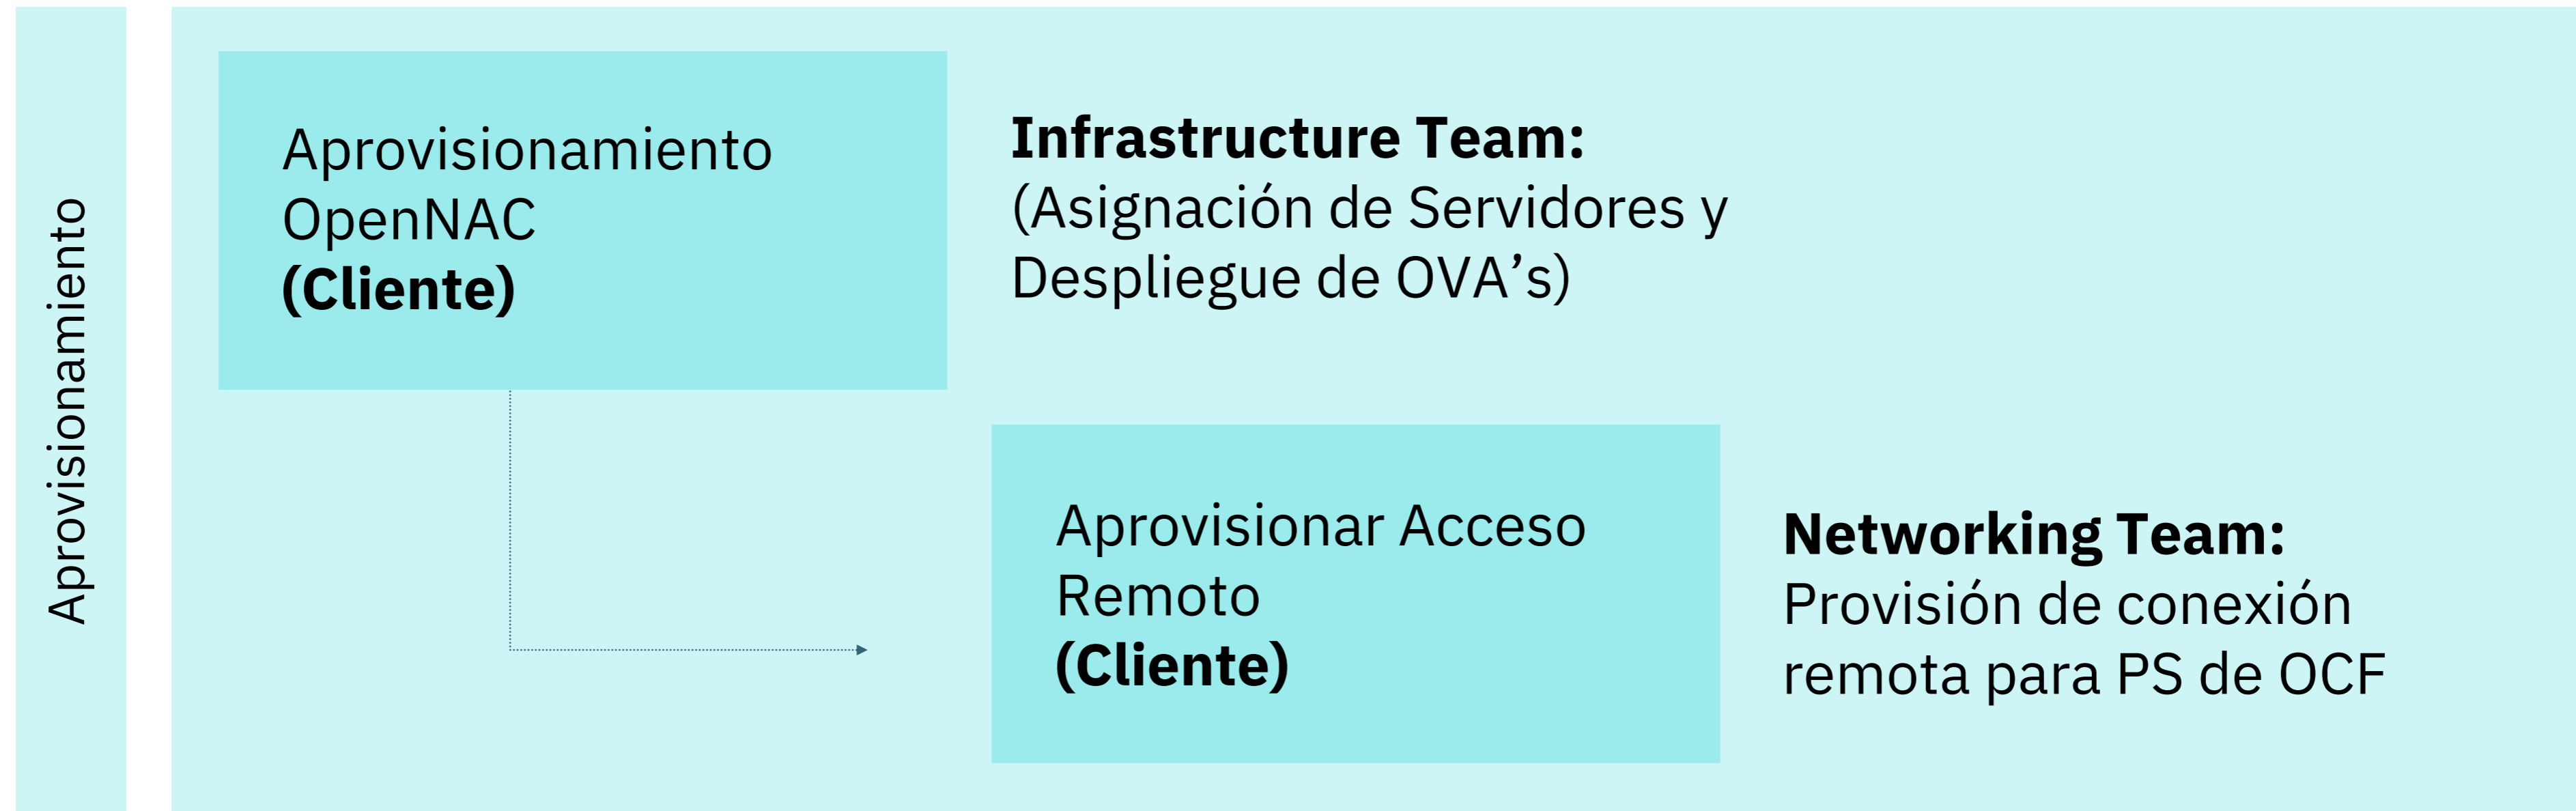 Aprovisionamiento
Aprovisionamiento
OpenNAC
(Cliente)
Infrastructure Team:
(Asignación de Servidores y
Despliegue de OVA’s)
Aprovisionar Acceso
Remoto
(Cliente)
Networking Team:
Provisión de conexión
remota para PS de OCF